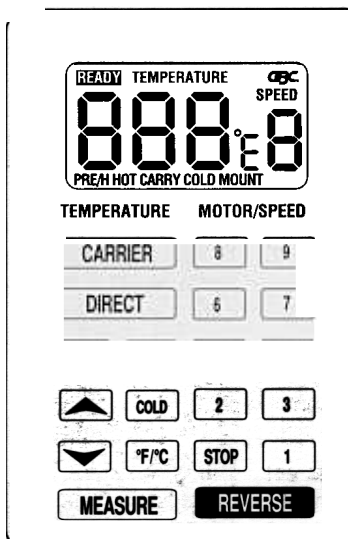 READY TEMPERATURE GBC
SPEED
888 °E 8
PRE/H HOT CARRY COLD MOUNT
TEMPERATURE MOTOR/SPEED
CARRIER 8 9
DIRECT 6 7
COLD 2 3
°F/°C STOP 1
MEASURE REVERSE